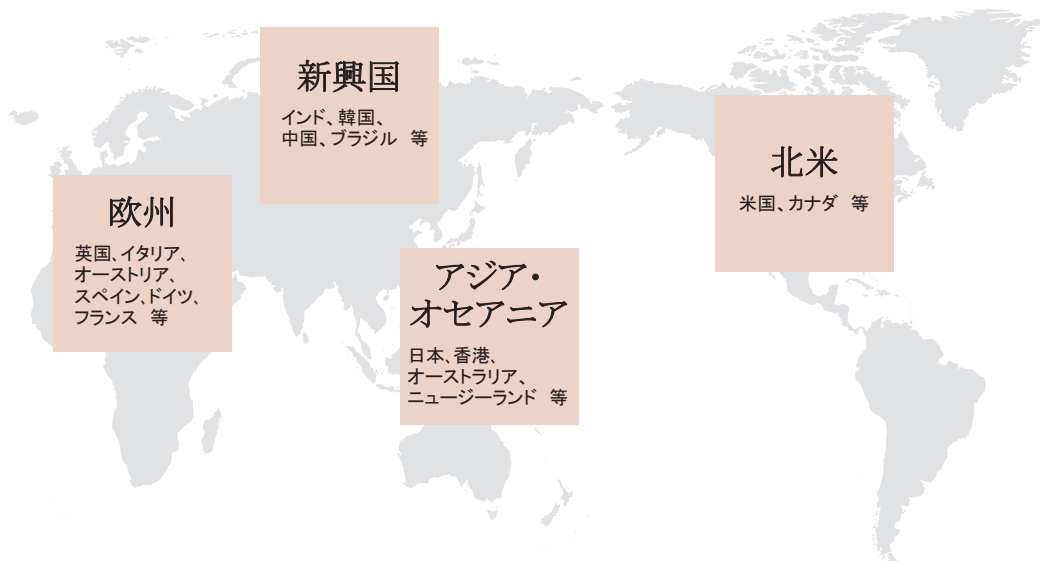 新興国
インド、韓国、
中国、ブラジル 等
北米
米国、カナダ 等
欧州
英国、イタリア、
オーストリア、
スペイン、ドイツ、
フランス 等
アジア・
オセアニア
日本、香港、
オーストラリア、
ニュージーランド 等